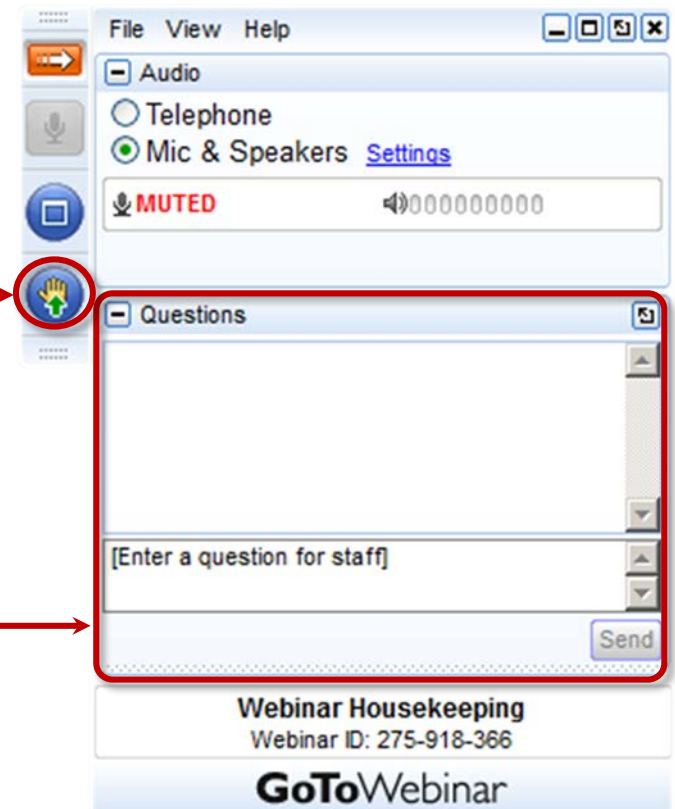 File View Help
Audio
Telephone
Mic & Speakers Settings
MUTED 000000000
Questions
[Enter a question for staff]
Send
Webinar Housekeeping
Webinar ID: 275-918-366
GoToWebinar